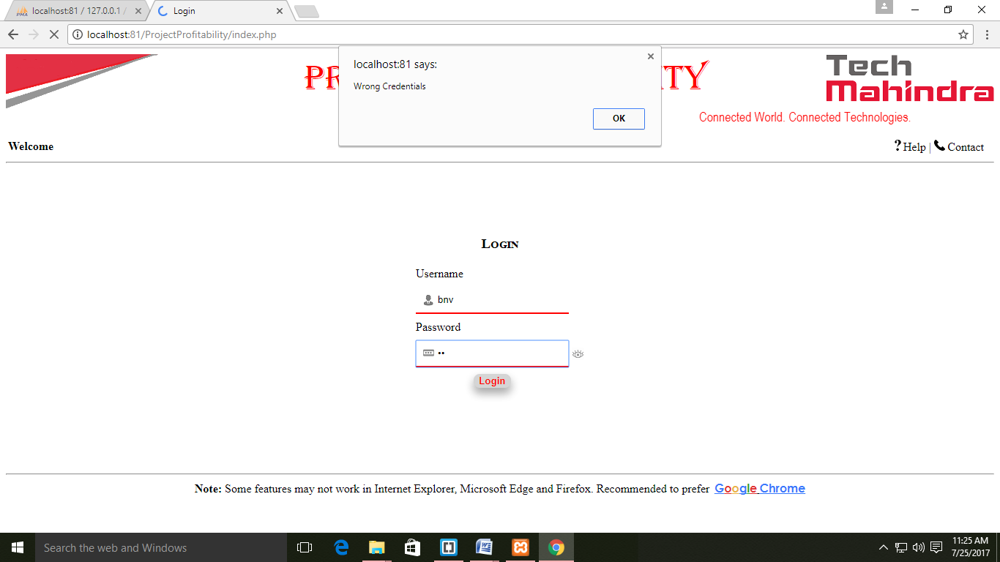 localhost:81 / 127.0.0.1 /
Login
localhost:81/ProjectProfitability/index.php
localhost:81 says:
Wrong Credentials
OK
Tech
Mahindra
Connected World. Connected Technologies.
Welcome
? Help | Contact
Login
Username
bnv
Password
••
Login
Note: Some features may not work in Internet Explorer, Microsoft Edge and Firefox. Recommended to prefer Google Chrome
Search the web and Windows
11:25 AM
7/25/2017